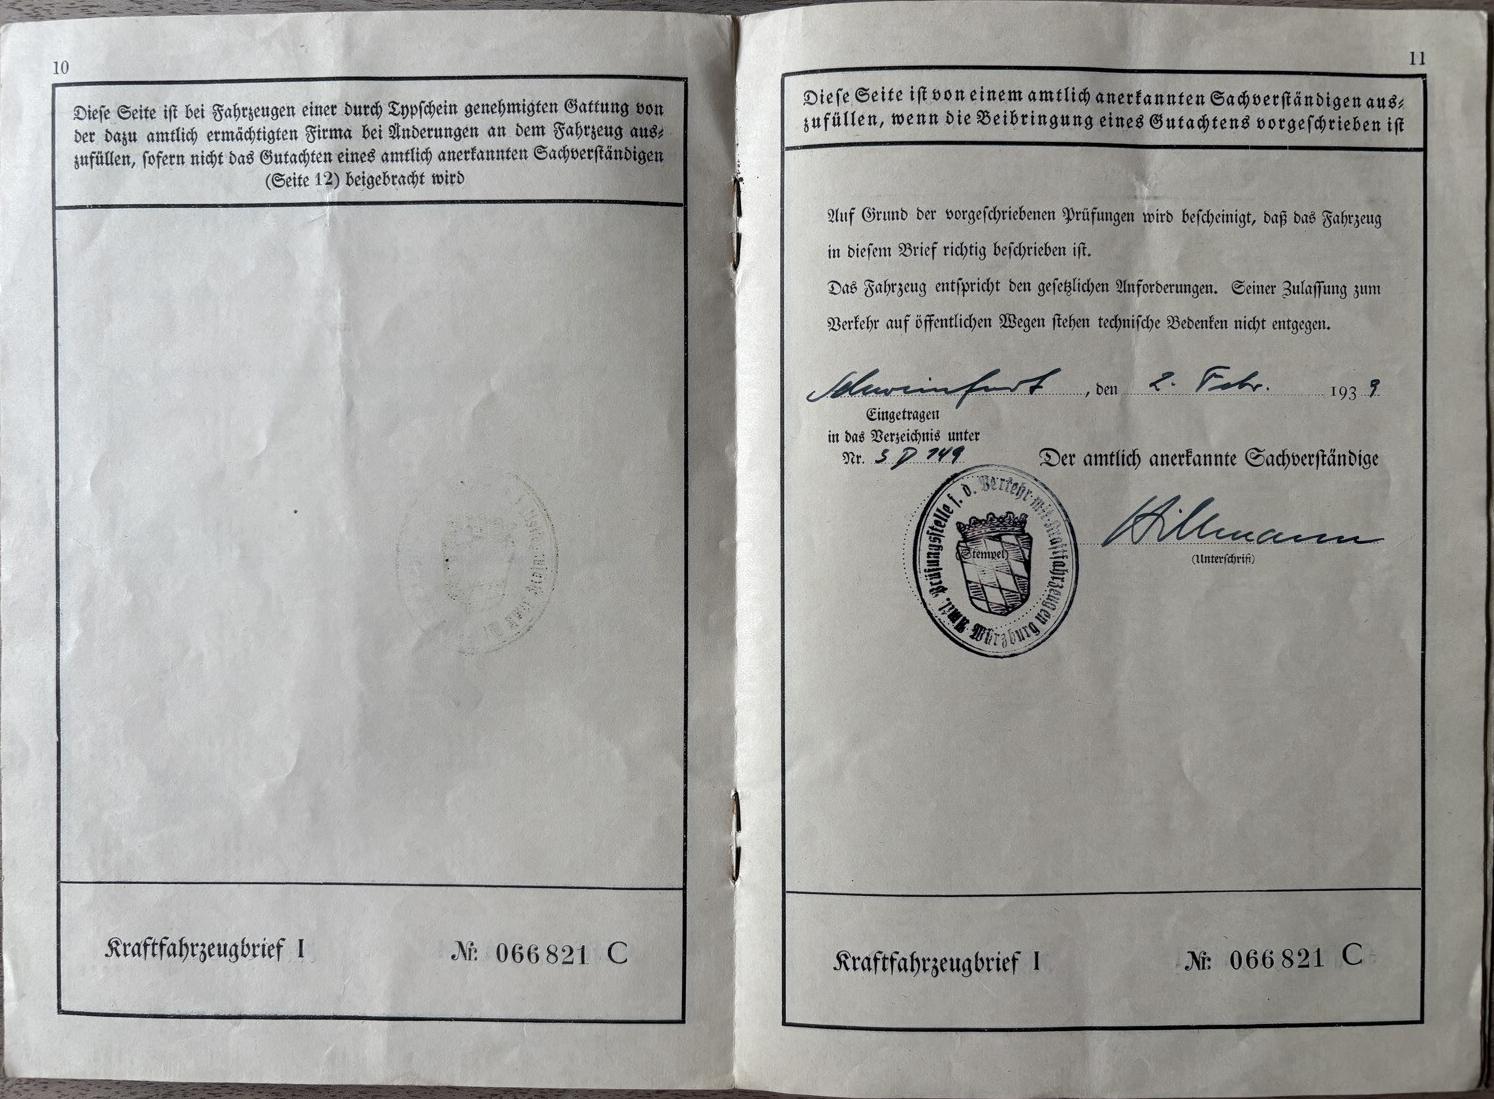 10
Diese Seite ist bei Fahrzeugen einer durch Typschein genehmigten Gattung von
der dazu amtlich ermächtigten Firma bei Änderungen an dem Fahrzeug aus-
zufüllen, sofern nicht das Gutachten eines amtlich anerkannten Sachverständigen
(Seite 12) beigebracht wird
Kraftfahrzeugbrief I
Nr. 066821 C
11
Diese Seite ist von einem amtlich anerkannten Sachverständigen aus-
zufüllen, wenn die Beibringung eines Gutachtens vorgeschrieben ist
Auf Grund der vorgeschriebenen Prüfungen wird bescheinigt, daß das Fahrzeug
in diesem Brief richtig beschrieben ist.
Das Fahrzeug entspricht den gesetzlichen Anforderungen. Seiner Zulassung zum
Verkehr auf öffentlichen Wegen stehen technische Bedenken nicht entgegen.
Schweinfurt, den 2. Febr. 1939
Eingetragen
in das Verzeichnis unter
Nr. 3 D 149
Der amtlich anerkannte Sachverständige
Amtl. Prüfungsstelle f. d. Verkehr m. Kraftfahrzeugen Würzburg
(Stempel)
Hillmann
(Unterschrift)
Kraftfahrzeugbrief I
Nr. 066821 C